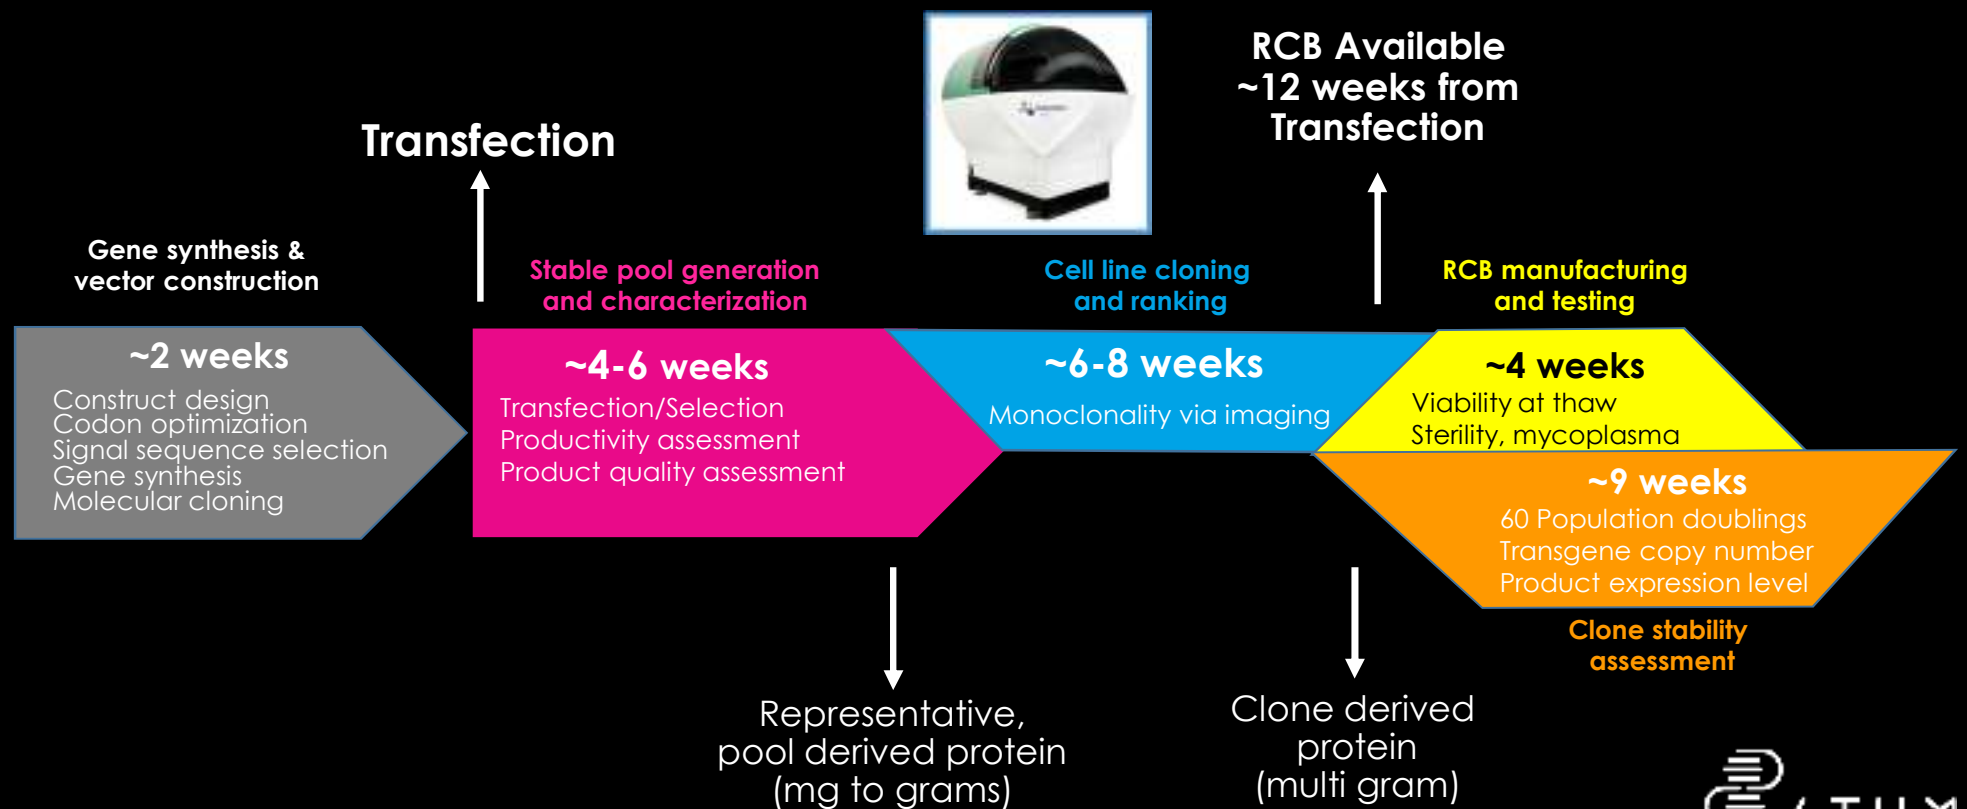 RCB Available
~12 weeks from
Transfection
Transfection
Gene synthesis &
vector construction
Stable pool generation
and characterization
Cell line cloning
and ranking
RCB manufacturing
and testing
~2 weeks
Construct design
Codon optimization
Signal sequence selection
Gene synthesis
Molecular cloning
~4-6 weeks
Transfection/Selection
Productivity assessment
Product quality assessment
~6-8 weeks
Monoclonality via imaging
~4 weeks
Viability at thaw
Sterility, mycoplasma
~9 weeks
60 Population doublings
Transgene copy number
Product expression level
Clone stability
assessment
Representative,
pool derived protein
(mg to grams)
Clone derived
protein
(multi gram)